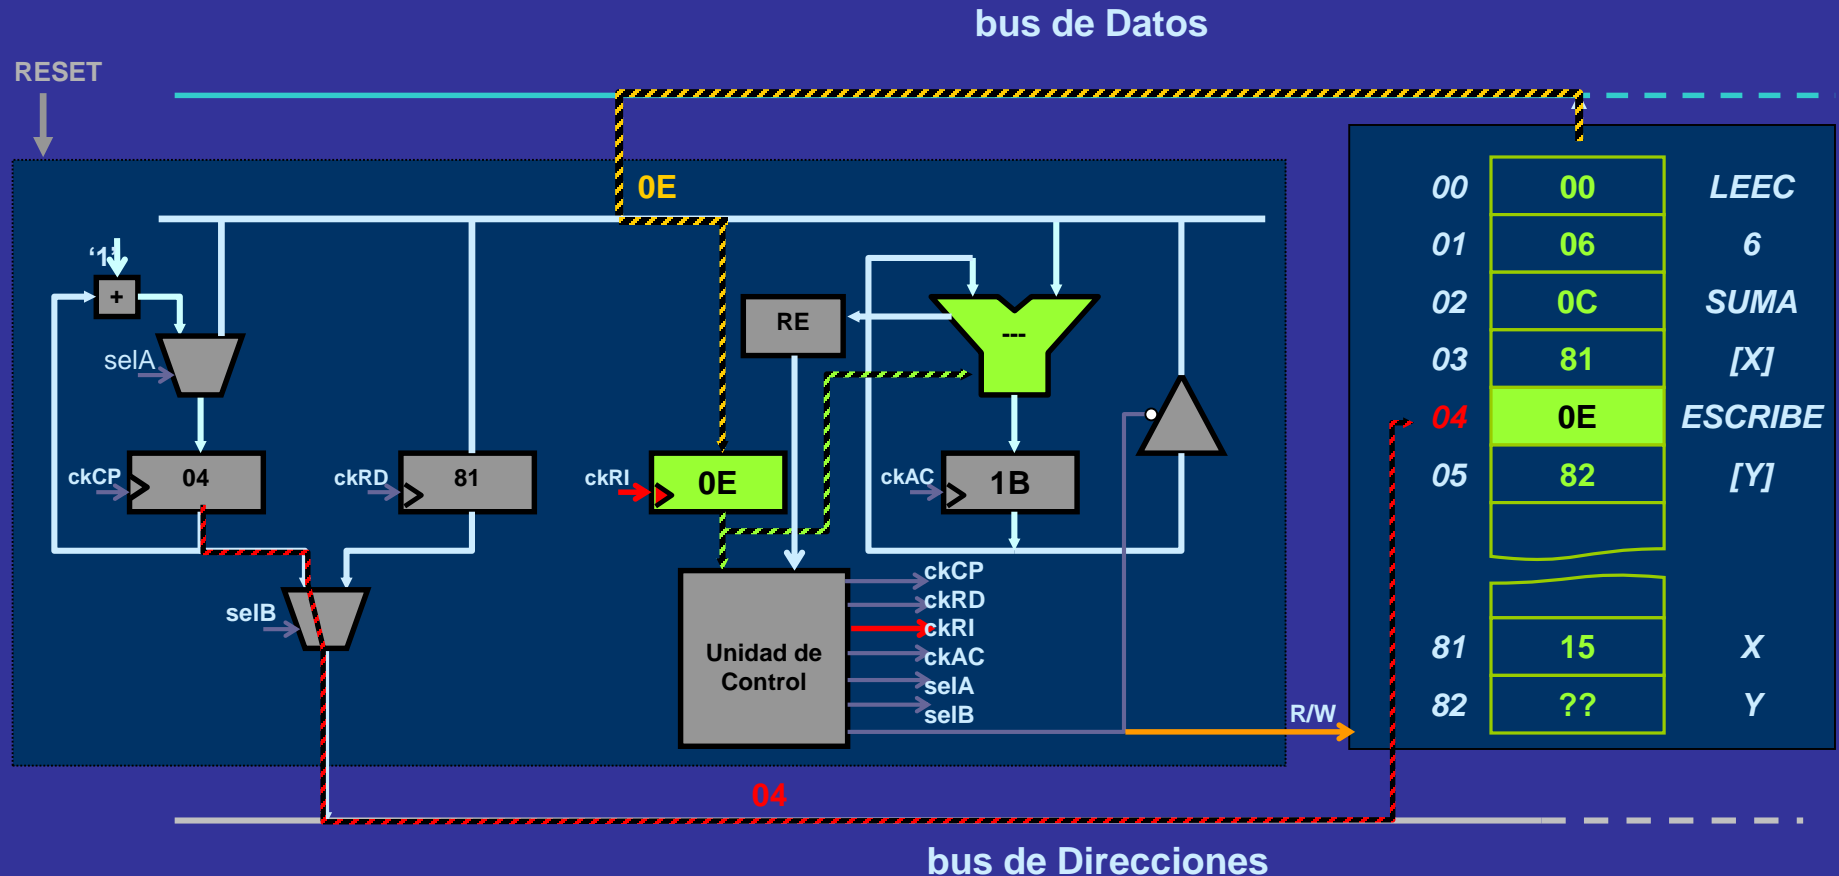 bus de Datos
RESET
0E
‘1’
+
selA
ckCP
04
ckRD
81
ckRI
0E
RE
---
ckAC
1B
selB
Unidad de
Control
ckCP
ckRD
ckRI
ckAC
selA
selB
R/W
00 00 LEEC
01 06 6
02 0C SUMA
03 81 [X]
04 0E ESCRIBE
05 82 [Y]
81 15 X
82 ?? Y
04
bus de Direcciones